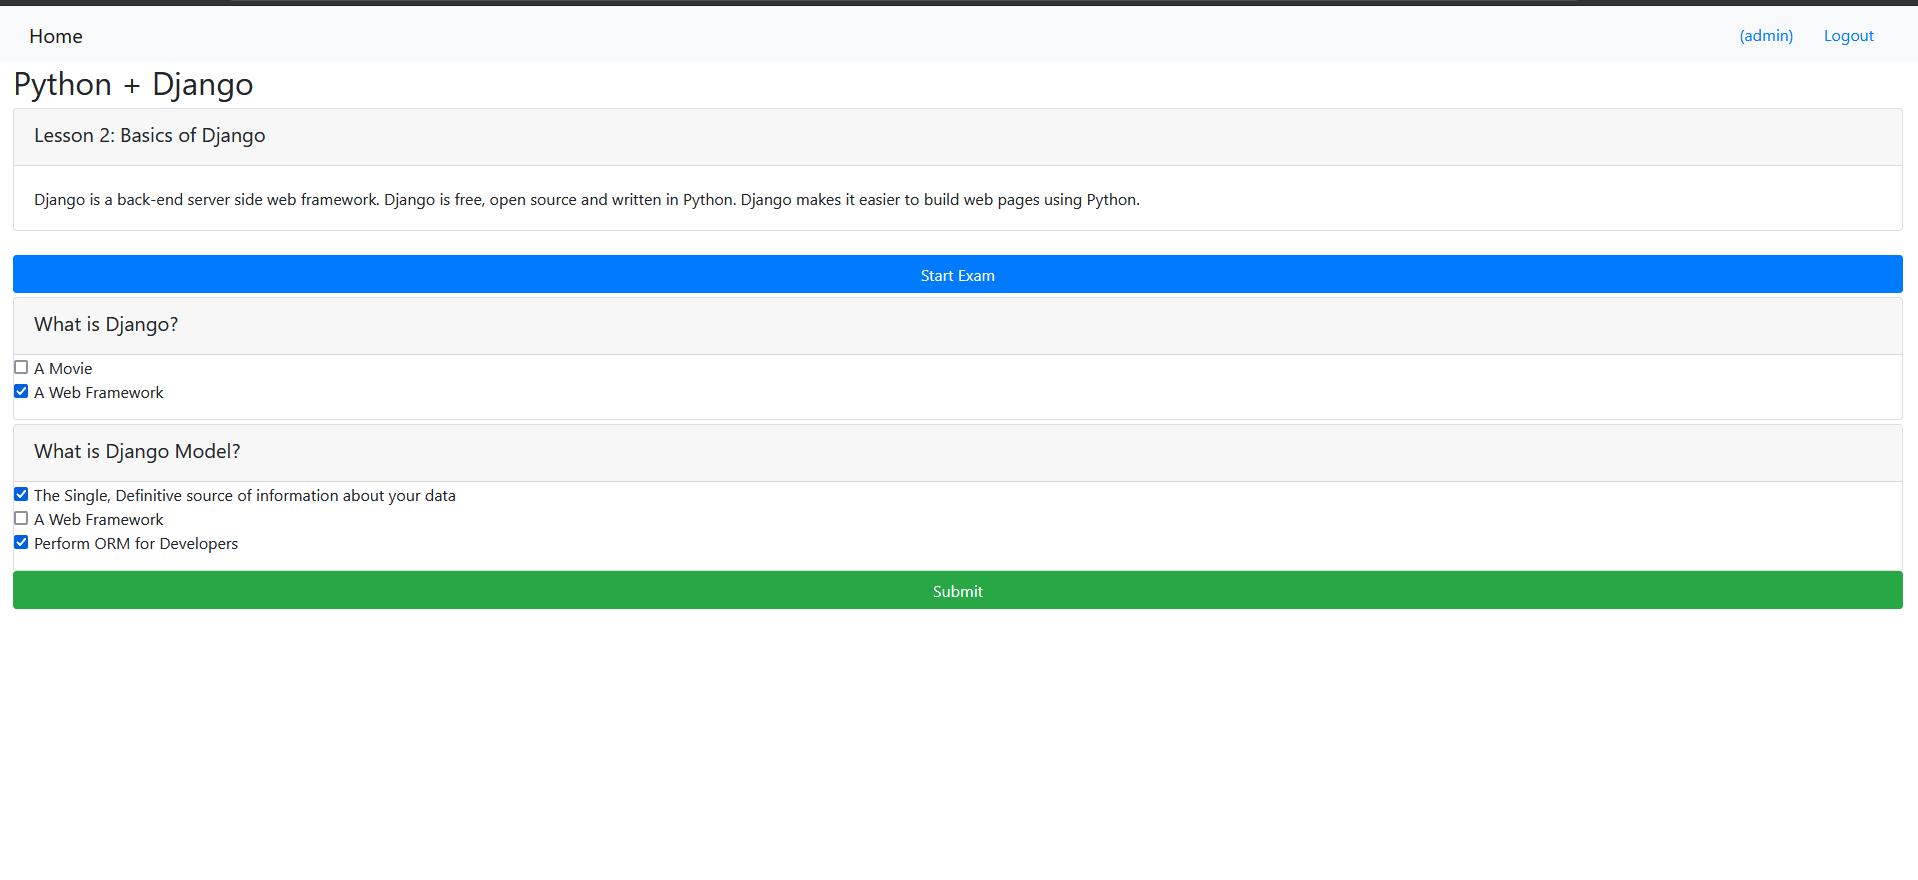 Home
(admin)
Logout
Python + Django
Lesson 2: Basics of Django
Django is a back-end server side web framework. Django is free, open source and written in Python. Django makes it easier to build web pages using Python.
Start Exam
What is Django?
A Movie
A Web Framework
What is Django Model?
The Single, Definitive source of information about your data
A Web Framework
Perform ORM for Developers
Submit